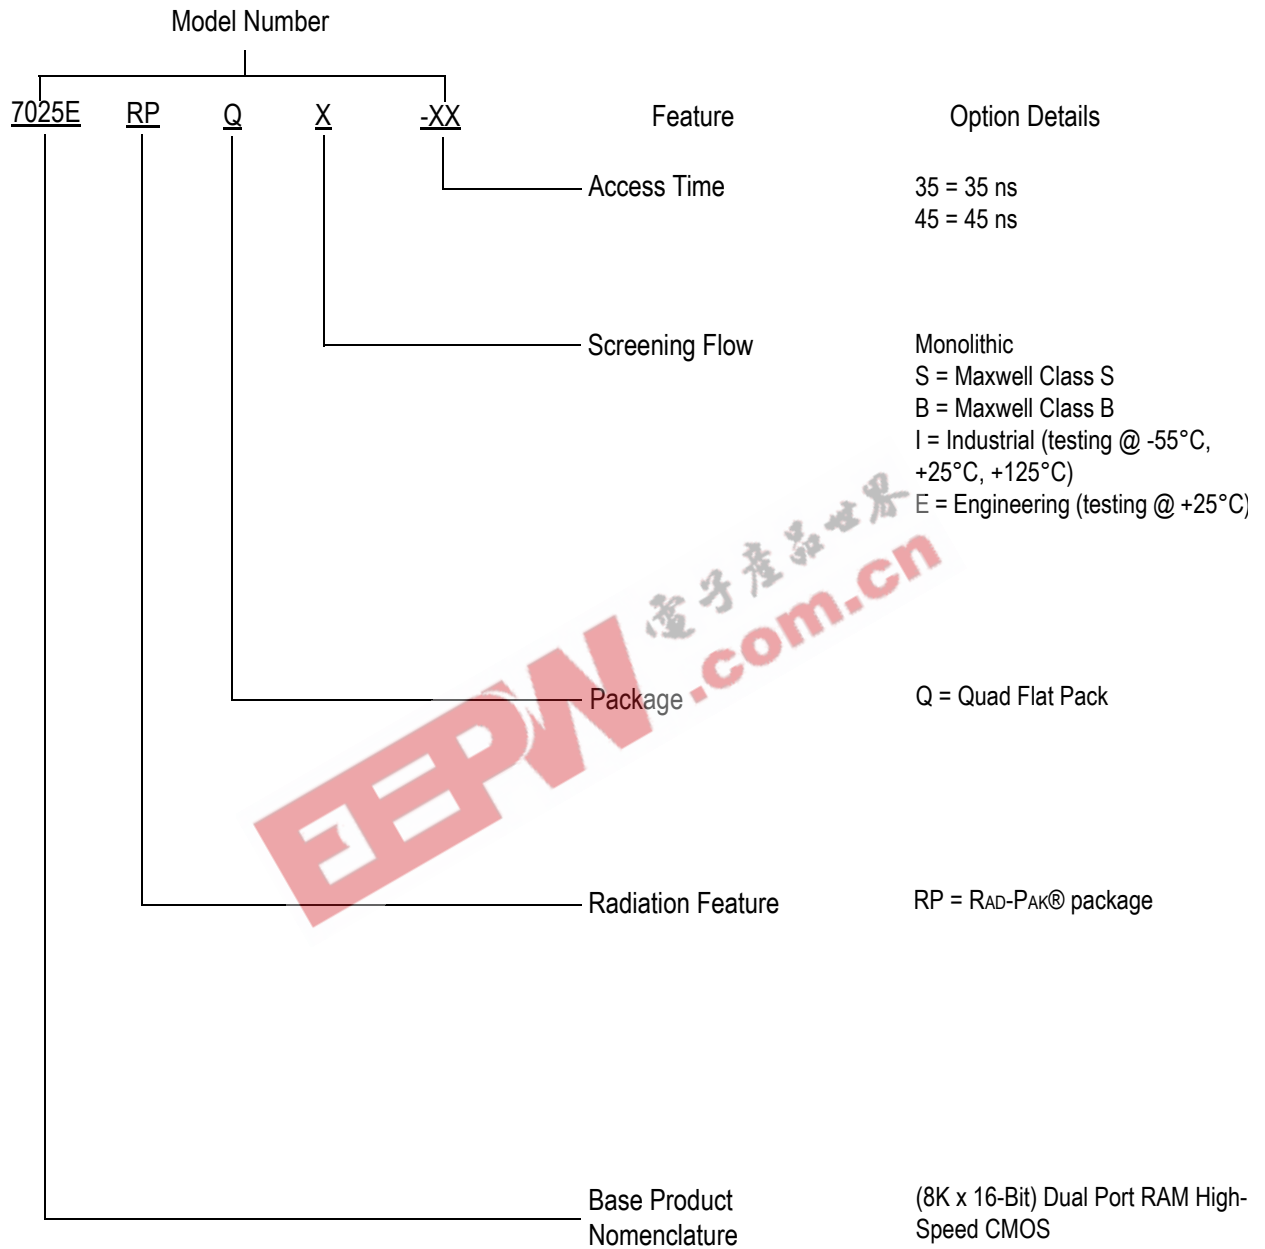 Model Number
7025E RP Q X -XX Feature Option Details
Access Time 35 = 35 ns
45 = 45 ns
Screening Flow Monolithic
S = Maxwell Class S
B = Maxwell Class B
I = Industrial (testing @ -55°C,
+25°C, +125°C)
E = Engineering (testing @ +25°C)
電子產品世界
EEPW.com.cn
Package Q = Quad Flat Pack
Radiation Feature RP = RAD-PAK® package
Base Product (8K x 16-Bit) Dual Port RAM High-
Nomenclature Speed CMOS